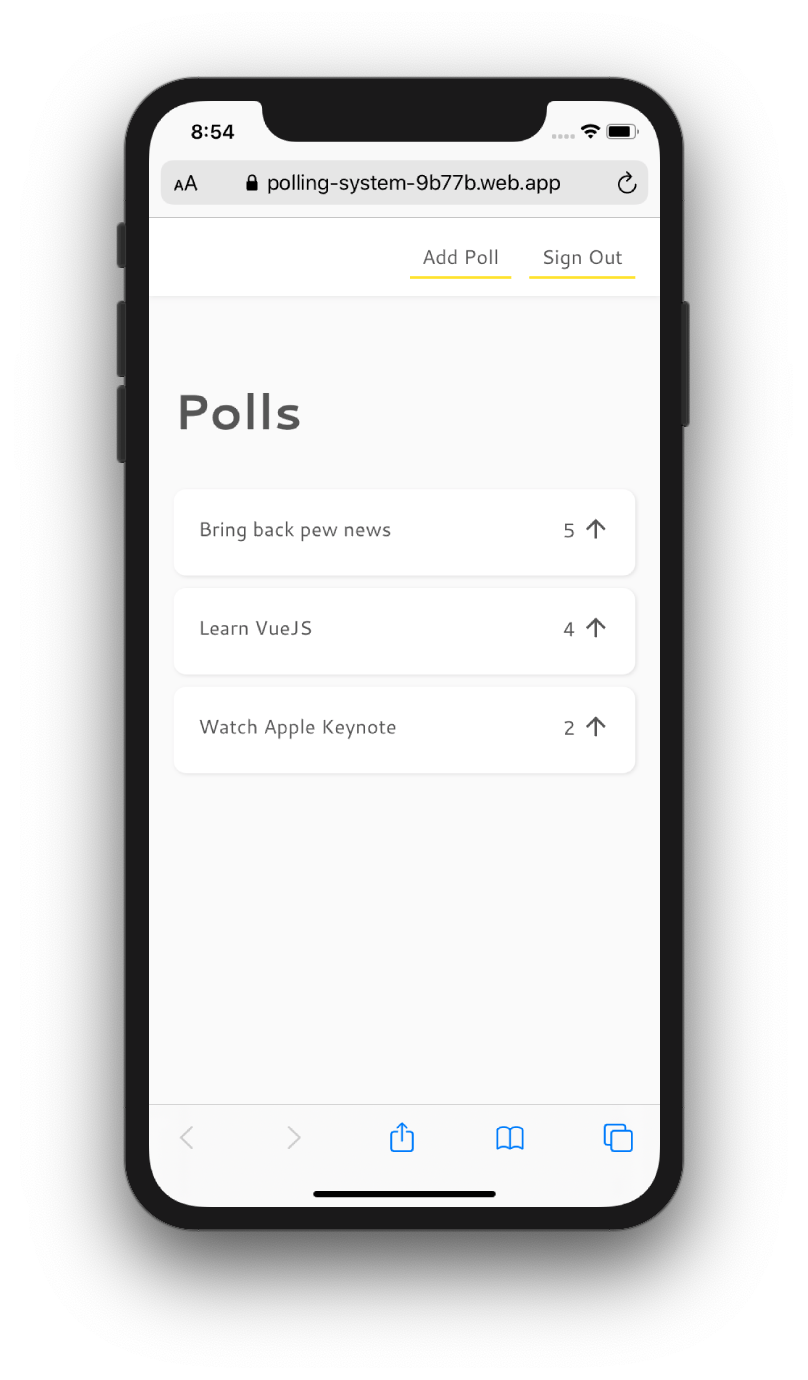 8:54
AA polling-system-9b77b.web.app
Add Poll Sign Out
Polls
Bring back pew news 5
Learn VueJS 4
Watch Apple Keynote 2